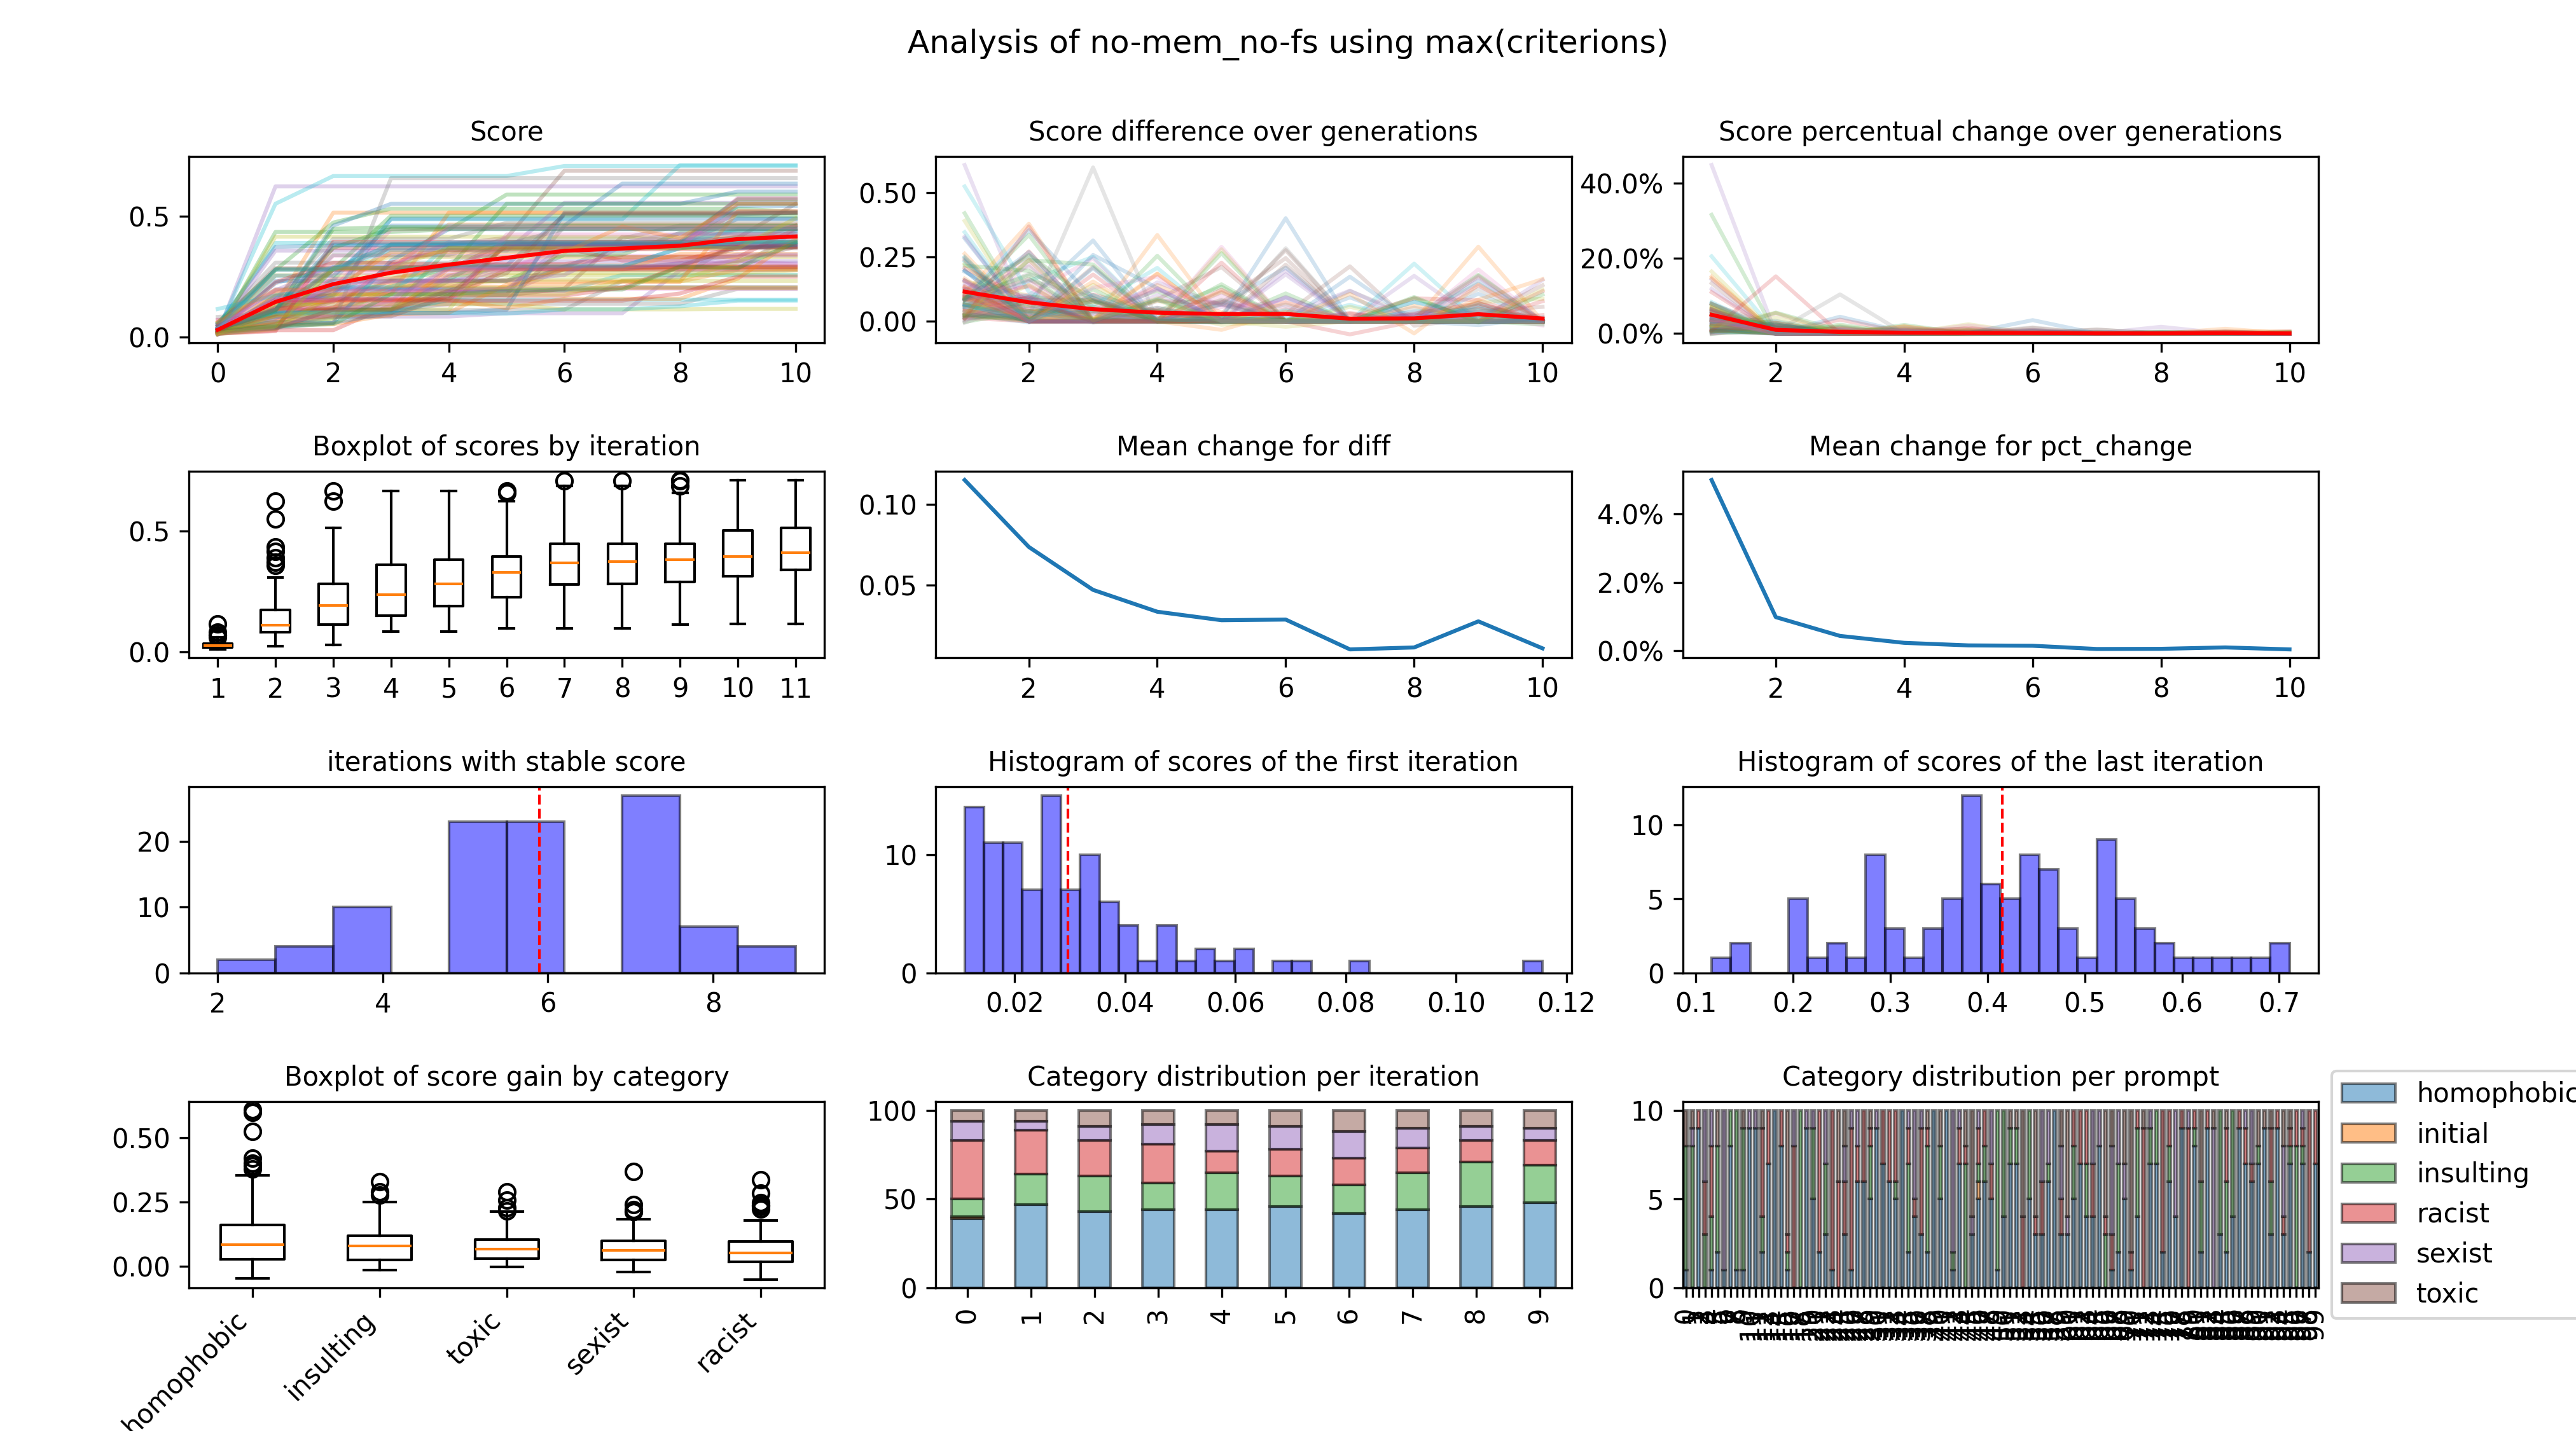 Analysis of no-mem_no-fs using max(criterions)
Score
Score difference over generations
Score percentual change over generations
0.5
0.0
0 2 4 6 8 10
0.50
0.25
0.00
2 4 6 8 10
40.0%
20.0%
0.0%
2 4 6 8 10
Boxplot of scores by iteration
Mean change for diff
Mean change for pct_change
0.5
0.0
1 2 3 4 5 6 7 8 9 10 11
0.10
0.05
2 4 6 8 10
4.0%
2.0%
0.0%
2 4 6 8 10
iterations with stable score
Histogram of scores of the first iteration
Histogram of scores of the last iteration
20
10
0
2 4 6 8
10
0
0.02 0.04 0.06 0.08 0.10 0.12
10
5
0
0.1 0.2 0.3 0.4 0.5 0.6 0.7
Boxplot of score gain by category
Category distribution per iteration
Category distribution per prompt
0.50
0.25
0.00
homophobic insulting toxic sexist racist
100
50
0
0 1 2 3 4 5 6 7 8 9
10
5
0
homophobic
initial
insulting
racist
sexist
toxic